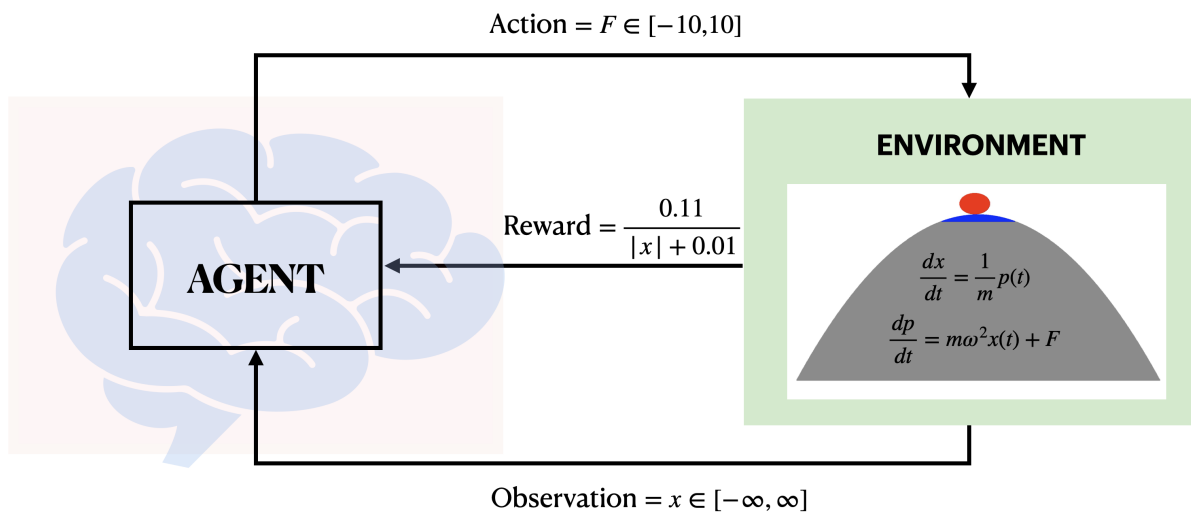 Action = F ∈ [−10,10]
ENVIRONMENT
Reward = 0.11 / (|x| + 0.01)
AGENT
dx/dt = 1/m p(t)
dp/dt = mω²x(t) + F
Observation = x ∈ [−∞, ∞]